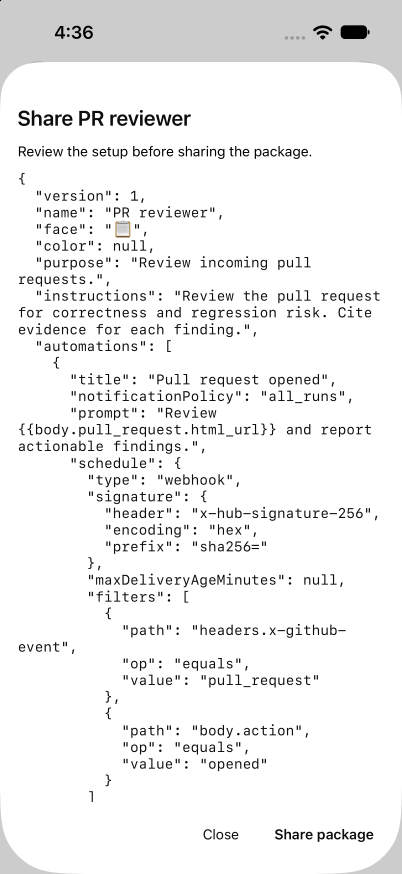 4:36
Share PR reviewer
Review the setup before sharing the package.
{
"version": 1,
"name": "PR reviewer",
"face": "📋",
"color": null,
"purpose": "Review incoming pull
requests.",
"instructions": "Review the pull request
for correctness and regression risk. Cite
evidence for each finding.",
"automations": [
{
"title": "Pull request opened",
"notificationPolicy": "all_runs",
"prompt": "Review
{{body.pull_request.html_url}} and report
actionable findings.",
"schedule": {
"type": "webhook",
"signature": {
"header": "x-hub-signature-256",
"encoding": "hex",
"prefix": "sha256="
},
"maxDeliveryAgeMinutes": null,
"filters": [
{
"path": "headers.x-github-
event",
"op": "equals",
"value": "pull_request"
},
{
"path": "body.action",
"op": "equals",
"value": "opened"
}
]
Close Share package